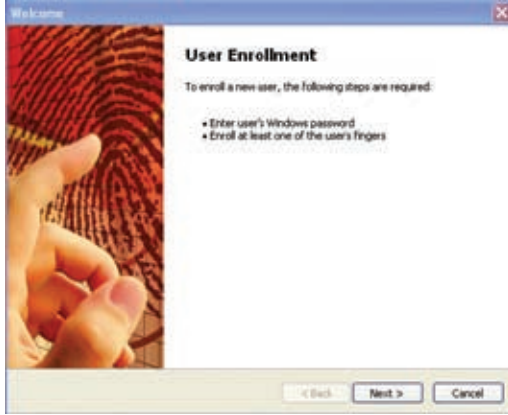 Welcome
User Enrollment
To enroll a new user, the following steps are required:
• Enter user's Windows password
• Enroll at least one of the user's fingers
< Back
Next >
Cancel